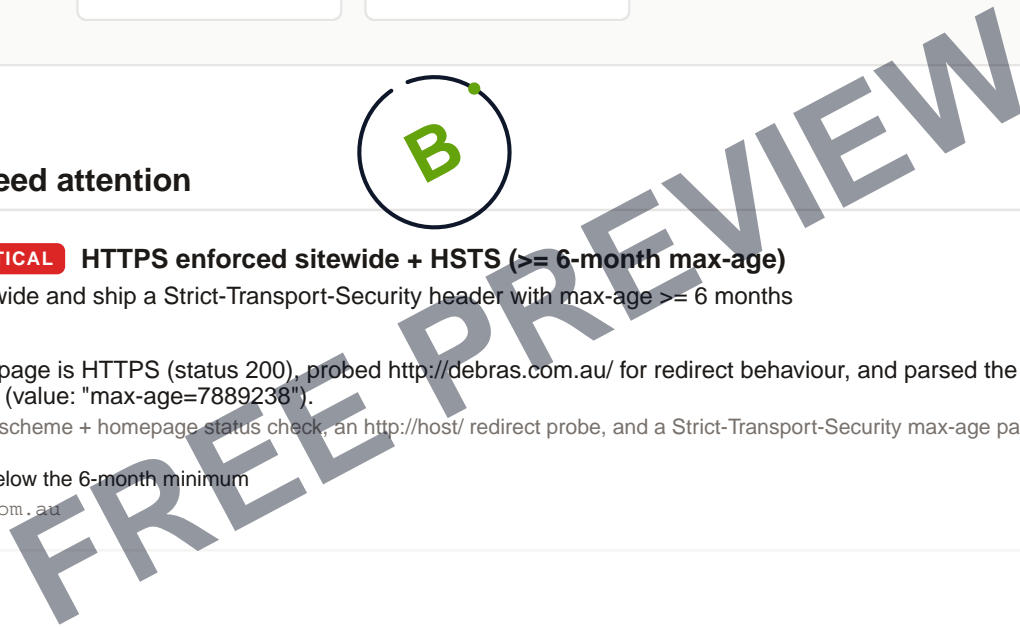 B
eed attention
TICAL HTTPS enforced sitewide + HSTS (>= 6-month max-age)
wide and ship a Strict-Transport-Security header with max-age >= 6 months
page is HTTPS (status 200), probed http://debras.com.au/ for redirect behaviour, and parsed the
(value: "max-age=7889238").
scheme + homepage status check, an http://host/ redirect probe, and a Strict-Transport-Security max-age pa
elow the 6-month minimum
om.au
FREE PREVIEW